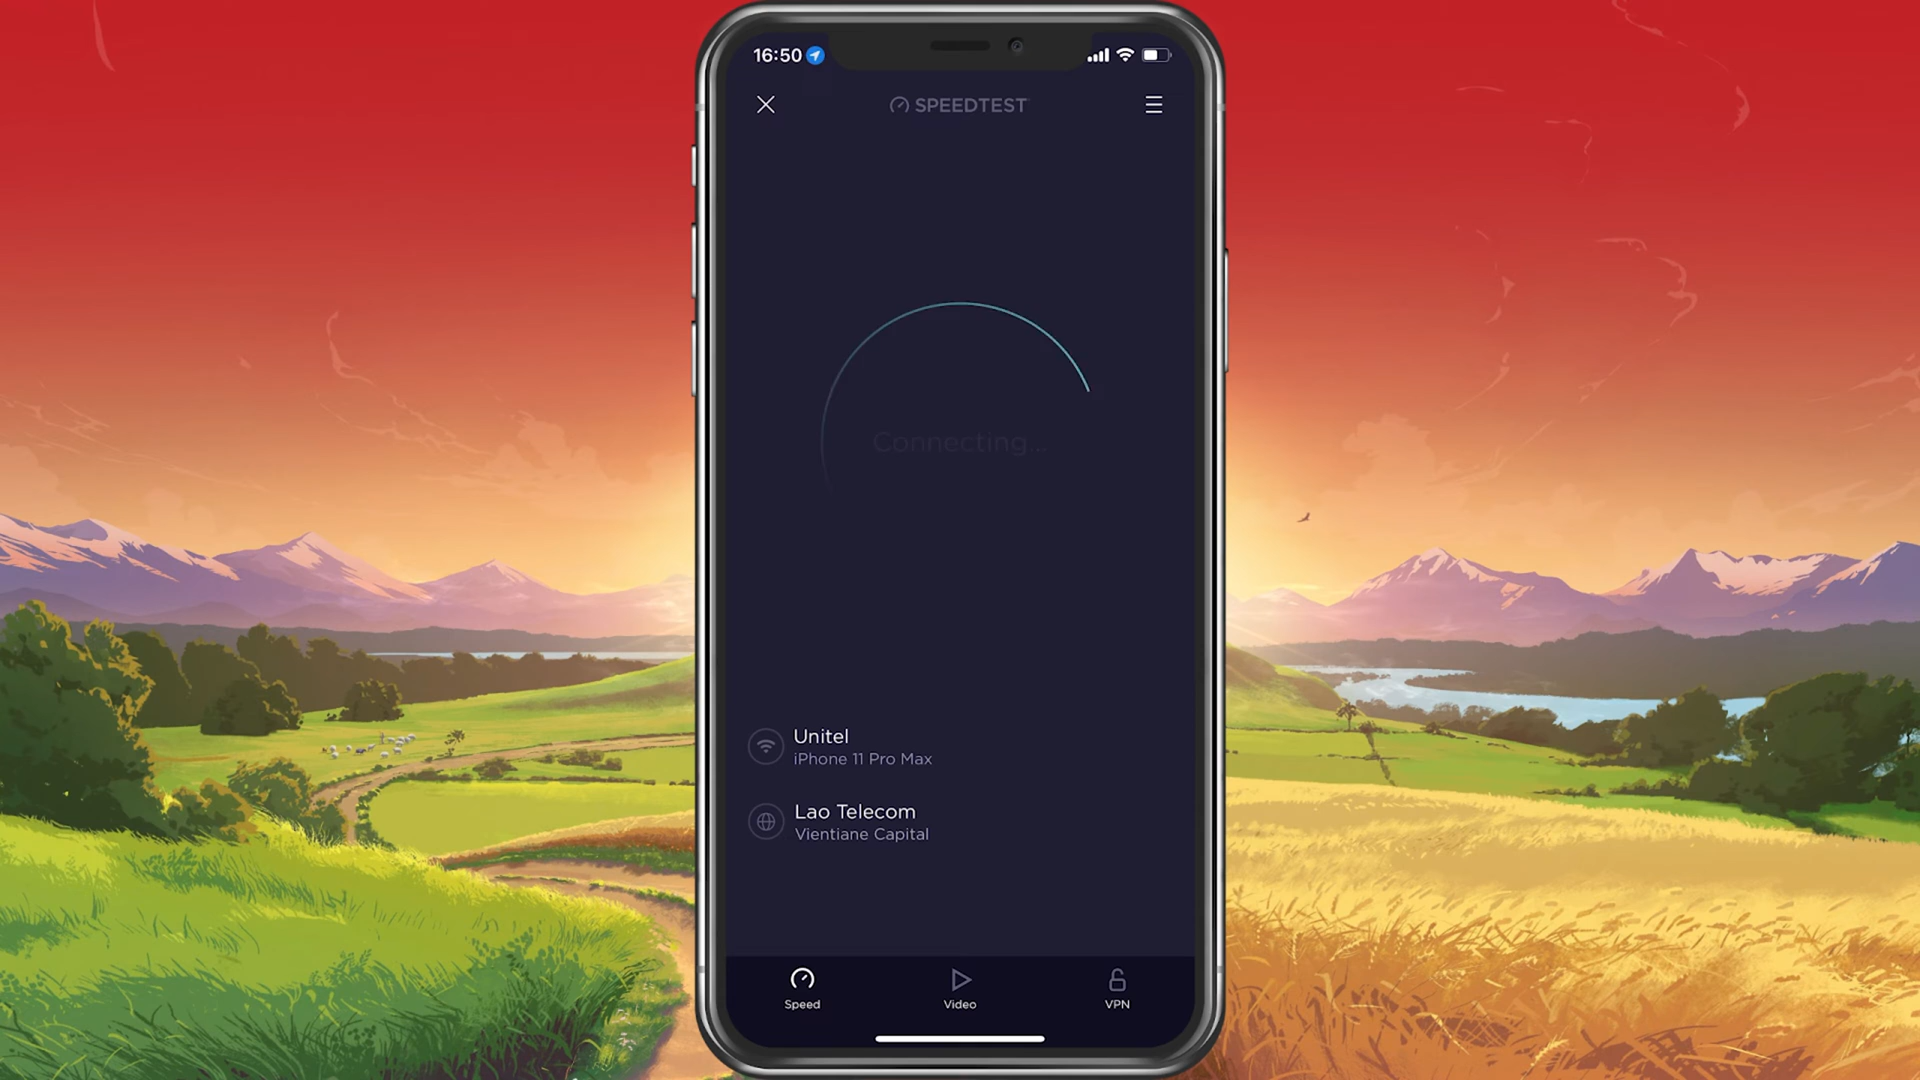 16:50
SPEEDTEST
Connecting...
Unitel
iPhone 11 Pro Max
Lao Telecom
Vientiane Capital
Speed
Video
VPN